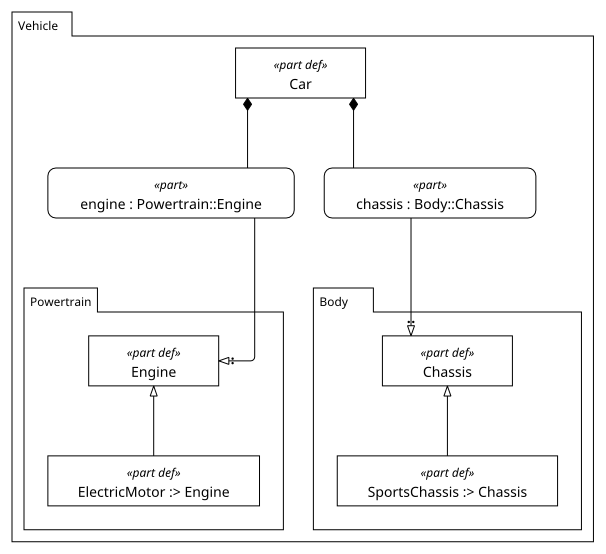 Vehicle
«part def»
Car
«part»
engine : Powertrain::Engine
«part»
chassis : Body::Chassis
Powertrain
«part def»
Engine
«part def»
ElectricMotor :> Engine
Body
«part def»
Chassis
«part def»
SportsChassis :> Chassis